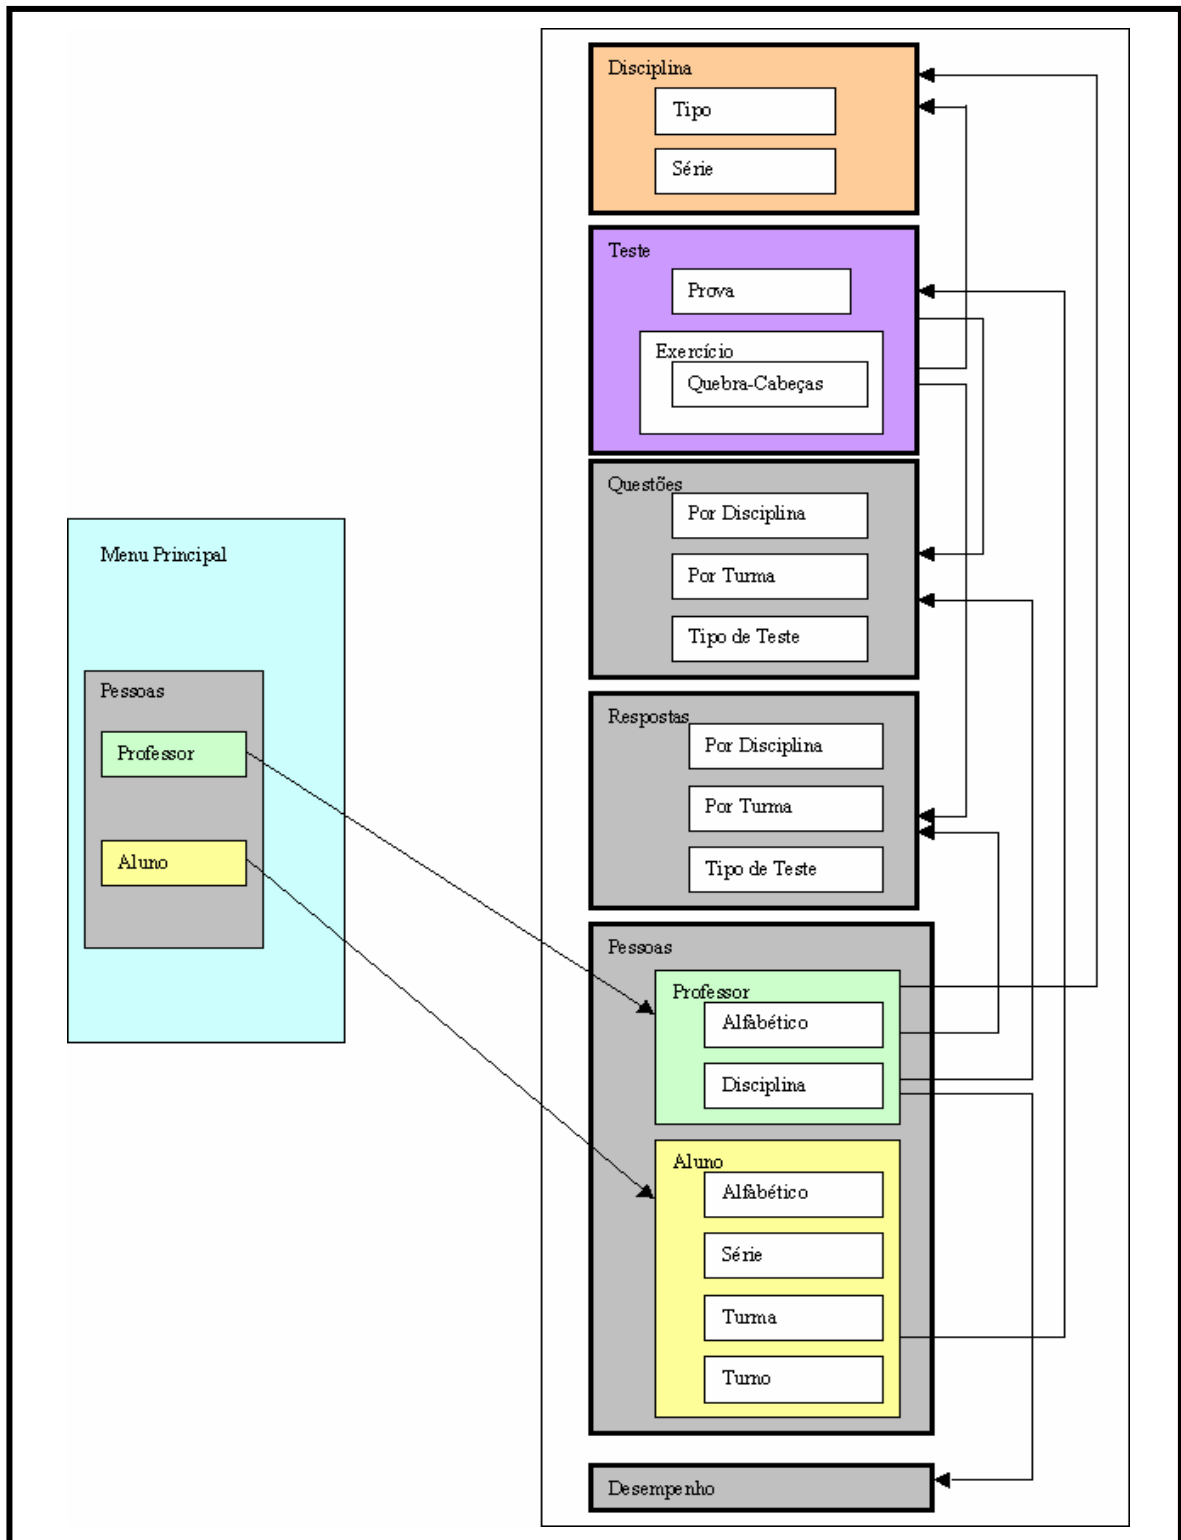 Disciplina
Tipo
Série
Teste
Prova
Exercício
Quebra-Cabeças
Questões
Por Disciplina
Por Turma
Tipo de Teste
Menu Principal
Pessoas
Professor
Aluno
Respostas
Por Disciplina
Por Turma
Tipo de Teste
Pessoas
Professor
Alfabético
Disciplina
Aluno
Alfabético
Série
Turma
Turno
Desempenho